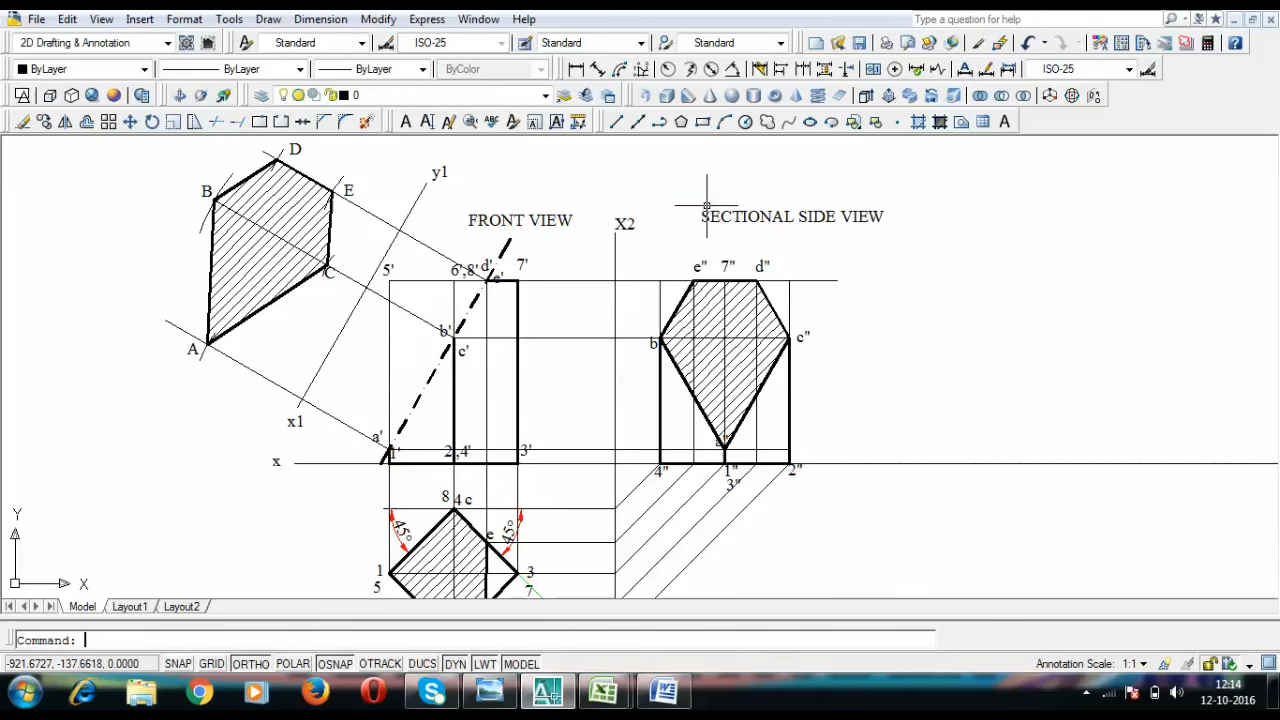 File Edit View Insert Format Tools Draw Dimension Modify Express Window Help Type a question for help
2D Drafting & Annotation Standard ISO-25 Standard Standard
ByLayer ByLayer ByLayer ByColor ISO-25
0
D
B
E
y1
FRONT VIEW
X2
SECTIONAL SIDE VIEW
C
5'
6',8'
d'
e'
7'
e"
7"
d"
A
b'
c'
b
c"
x1
a'
1'
2',4'
3'
a"
x
4"
1"
3"
2"
8
4
c
45°
45°
e
1
5
3
7
Y
X
Model Layout1 Layout2
Command:
-921.6727, -137.6618, 0.0000 SNAP GRID ORTHO POLAR OSNAP OTRACK DUCS DYN LWT MODEL Annotation Scale: 1:1
12:14
12-10-2016